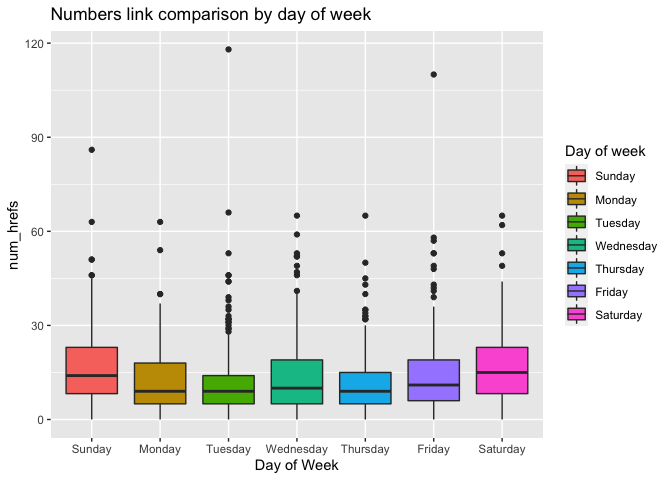 Numbers link comparison by day of week
num_hrefs
120
90
60
30
0
Sunday Monday Tuesday Wednesday Thursday Friday Saturday
Day of Week
Day of week
Sunday
Monday
Tuesday
Wednesday
Thursday
Friday
Saturday